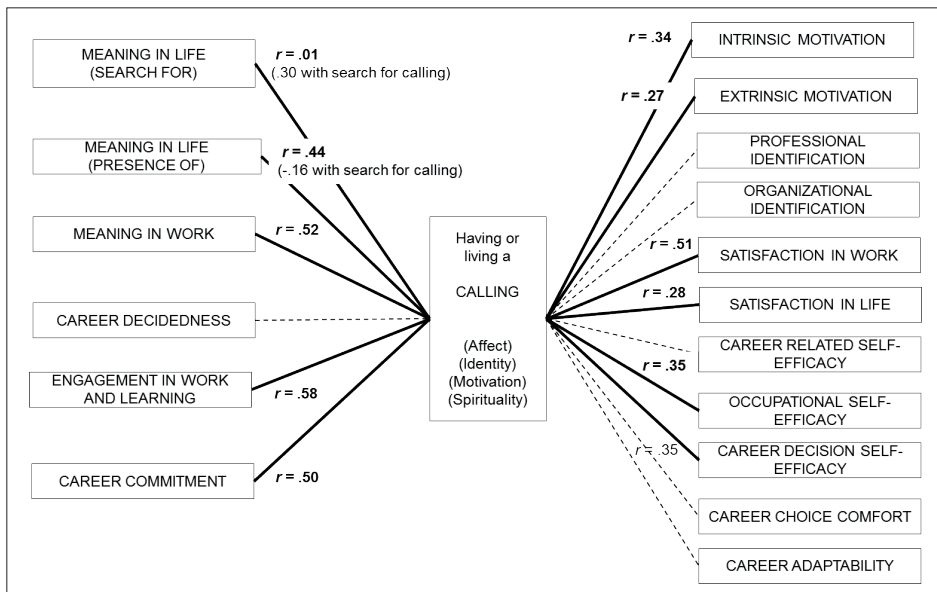 MEANING IN LIFE
(SEARCH FOR)
r = .01
(.30 with search for calling)
MEANING IN LIFE
(PRESENCE OF)
r = .44
(-.16 with search for calling)
MEANING IN WORK
r = .52
CAREER DECIDEDNESS
ENGAGEMENT IN WORK
AND LEARNING
r = .58
CAREER COMMITMENT
r = .50
Having or
living a
CALLING
(Affect)
(Identity)
(Motivation)
(Spirituality)
r = .34
INTRINSIC MOTIVATION
r = .27
EXTRINSIC MOTIVATION
PROFESSIONAL
IDENTIFICATION
ORGANIZATIONAL
IDENTIFICATION
r = .51
SATISFACTION IN WORK
r = .28
SATISFACTION IN LIFE
CAREER RELATED SELF-
EFFICACY
r = .35
OCCUPATIONAL SELF-
EFFICACY
r = .35
CAREER DECISION SELF-
EFFICACY
CAREER CHOICE COMFORT
CAREER ADAPTABILITY